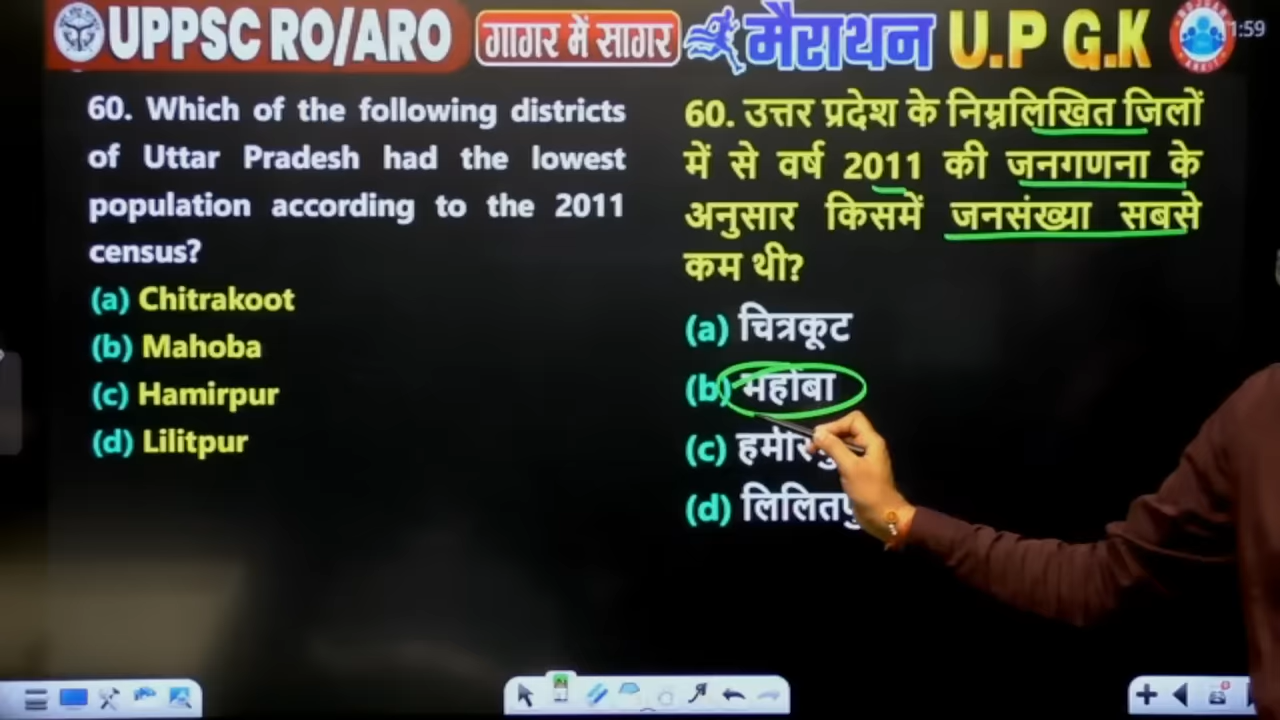 UPPSC RO/ARO
गागर में सागर
मैराथन
U.P G.K
1:59
60. Which of the following districts
of Uttar Pradesh had the lowest
population according to the 2011
census?
(a) Chitrakoot
(b) Mahoba
(c) Hamirpur
(d) Lilitpur
60. उत्तर प्रदेश के निम्नलिखित जिलों
में से वर्ष 2011 की जनगणना के
अनुसार किसमें जनसंख्या सबसे
कम थी?
(a) चित्रकूट
(b) महोबा
(c)
(d)